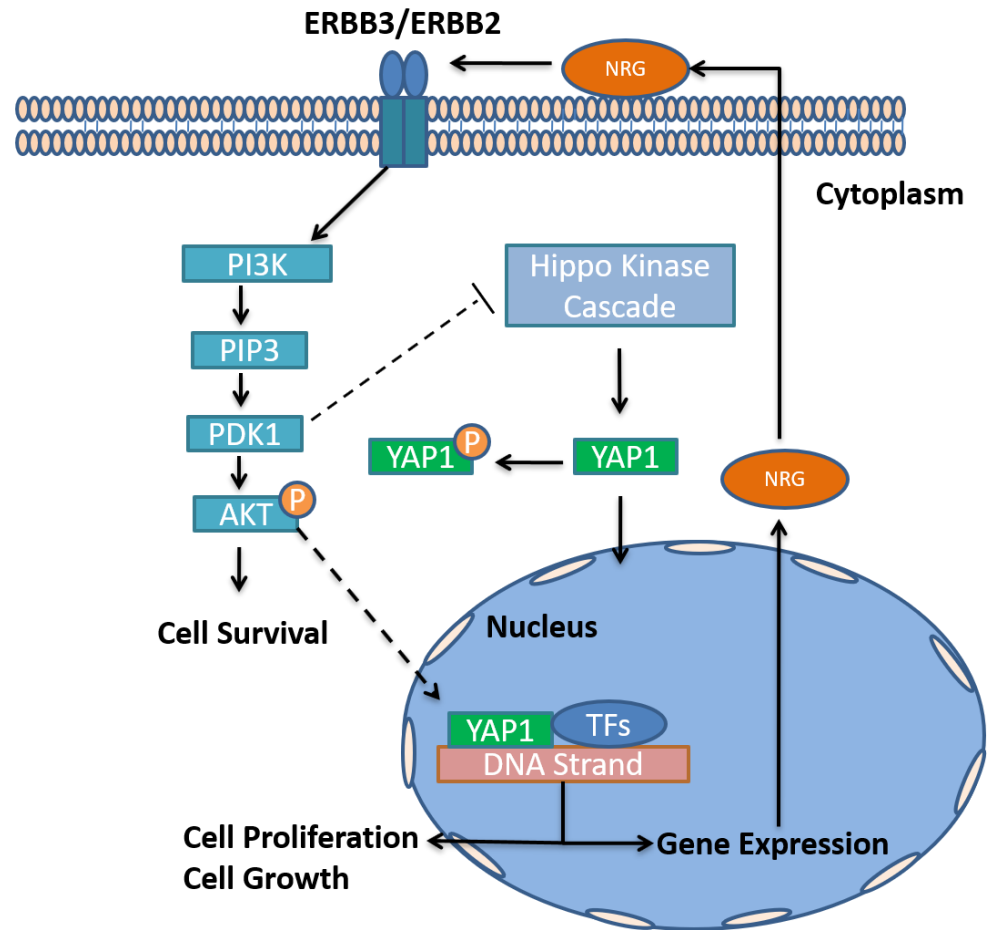 ERBB3/ERBB2
NRG
Cytoplasm
PI3K
Hippo Kinase
Cascade
PIP3
PDK1
YAP1
P
YAP1
NRG
AKT
P
Cell Survival
Nucleus
YAP1
TFs
DNA Strand
Cell Proliferation
Cell Growth
Gene Expression